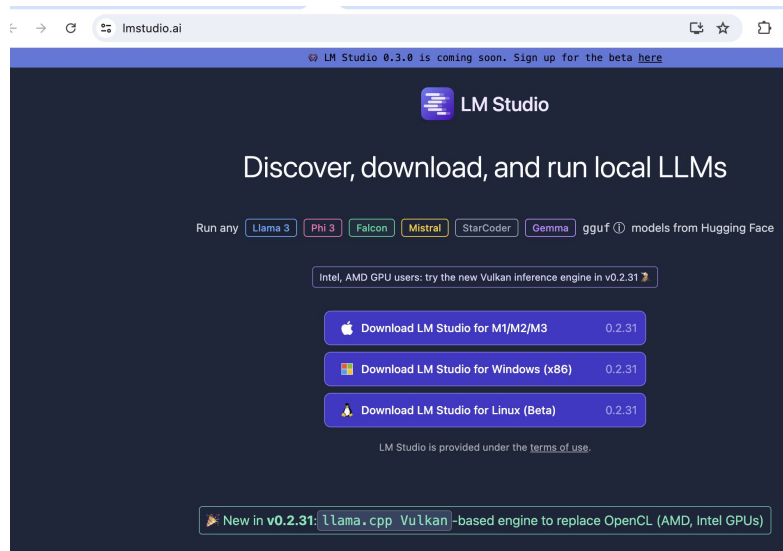 lmstudio.ai
👾 LM Studio 0.3.0 is coming soon. Sign up for the beta here
LM Studio
Discover, download, and run local LLMs
Run any Llama 3 Phi 3 Falcon Mistral StarCoder Gemma gguf ⓘ models from Hugging Face
Intel, AMD GPU users: try the new Vulkan inference engine in v0.2.31
Download LM Studio for M1/M2/M3 0.2.31
Download LM Studio for Windows (x86) 0.2.31
Download LM Studio for Linux (Beta) 0.2.31
LM Studio is provided under the terms of use.
🎉 New in v0.2.31: llama.cpp Vulkan-based engine to replace OpenCL (AMD, Intel GPUs)